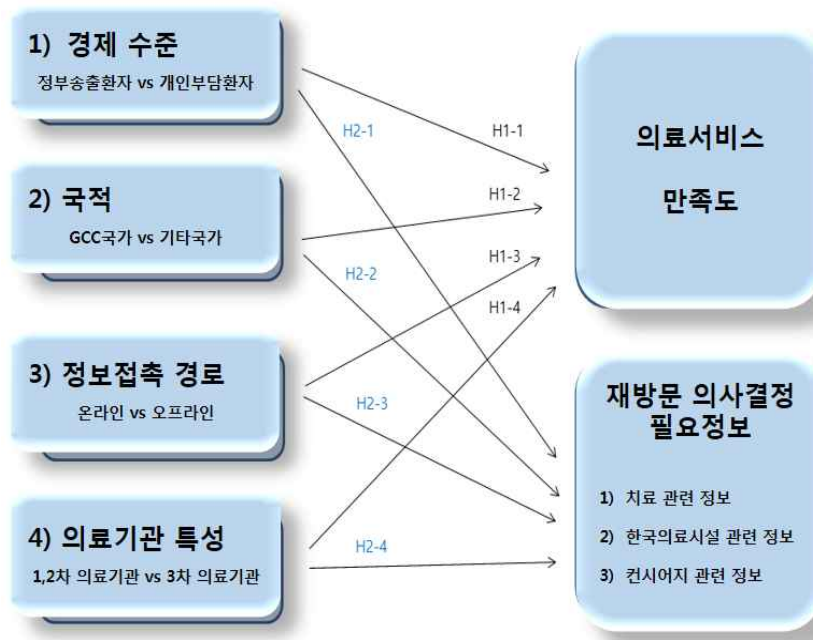 1) 경제 수준
정부송출환자 vs 개인부담환자
2) 국적
GCC국가 vs 기타국가
3) 정보접촉 경로
온라인 vs 오프라인
4) 의료기관 특성
1,2차 의료기관 vs 3차 의료기관
H2-1
H1-1
H1-2
H2-2
H1-3
H1-4
H2-3
H2-4
의료서비스
만족도
재방문 의사결정
필요정보
1) 치료 관련 정보
2) 한국의료시설 관련 정보
3) 컨시어지 관련 정보